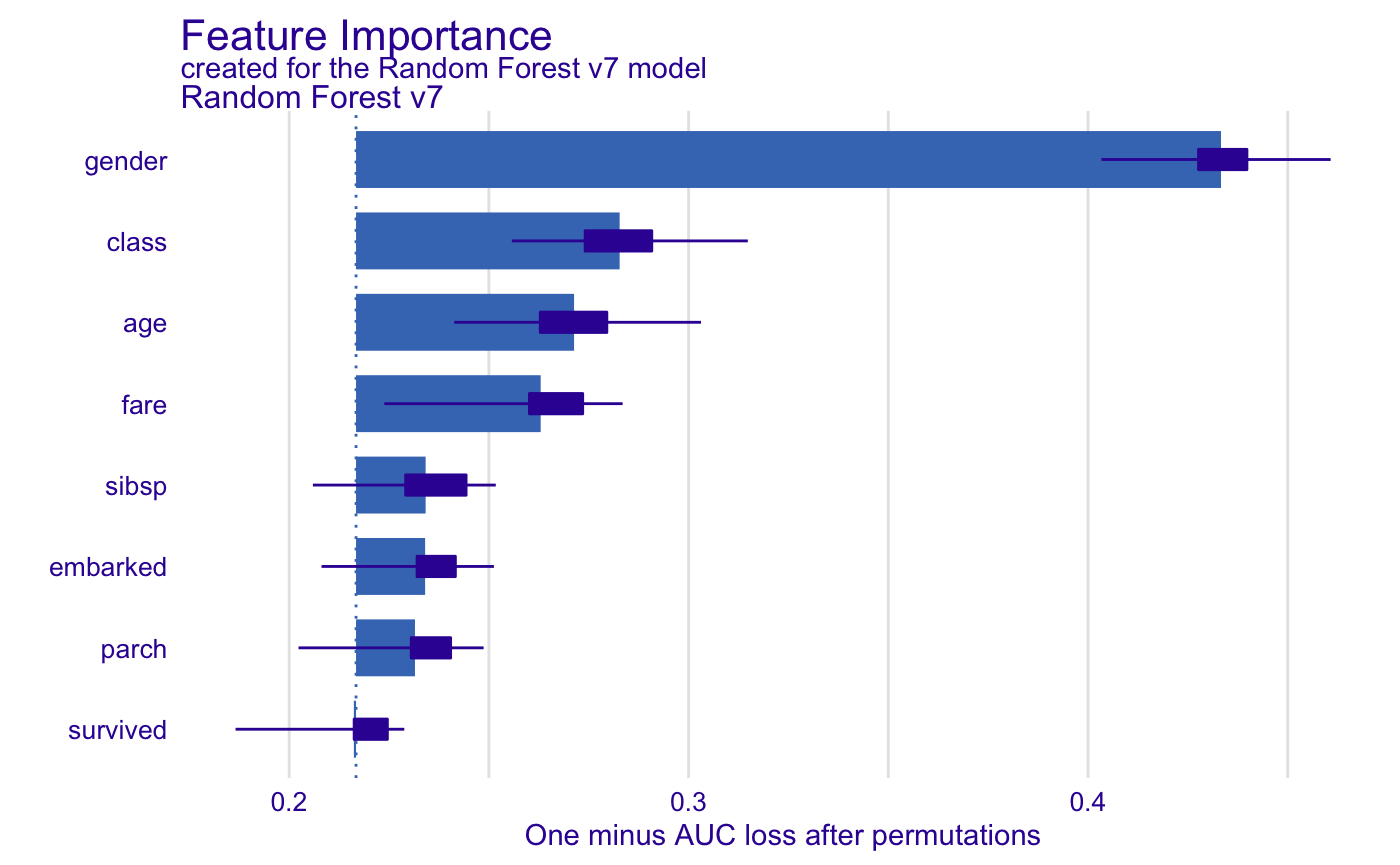 Feature Importance
created for the Random Forest v7 model
Random Forest v7
gender
class
age
fare
sibsp
embarked
parch
survived
0.2 0.3 0.4
One minus AUC loss after permutations